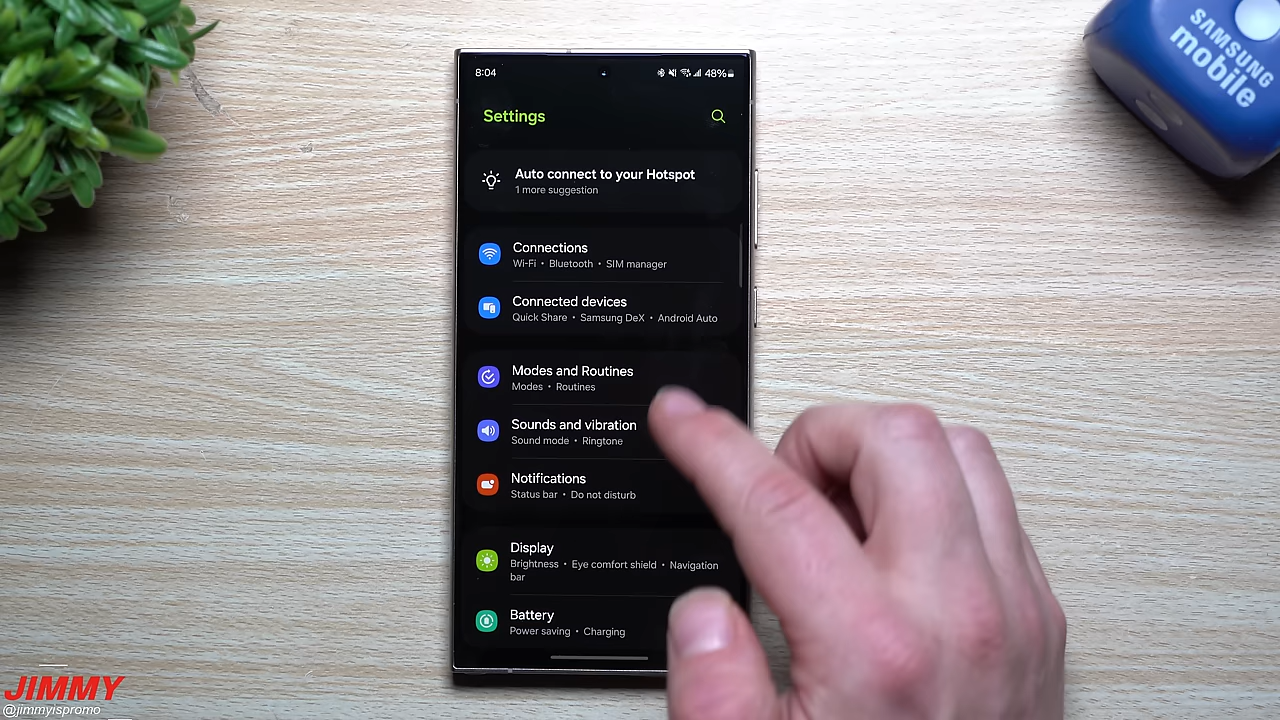 SAMSUNG
mobile
8:04
48%
Settings
Auto connect to your Hotspot
1 more suggestion
Connections
Wi-Fi • Bluetooth • SIM manager
Connected devices
Quick Share • Samsung DeX • Android Auto
Modes and Routines
Modes • Routines
Sounds and vibration
Sound mode • Ringtone
Notifications
Status bar • Do not disturb
Display
Brightness • Eye comfort shield • Navigation
bar
Battery
Power saving • Charging
JIMMY
@jimmyispromo